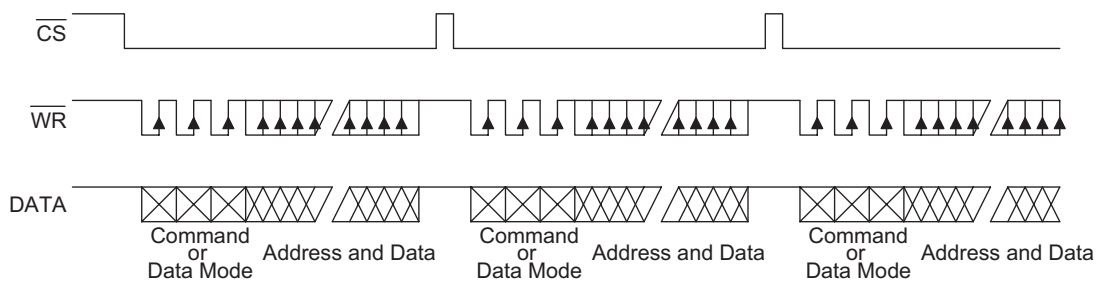 CS
WR
DATA
Command
or
Data Mode
Address and Data
Command
or
Data Mode
Address and Data
Command
or
Data Mode
Address and Data